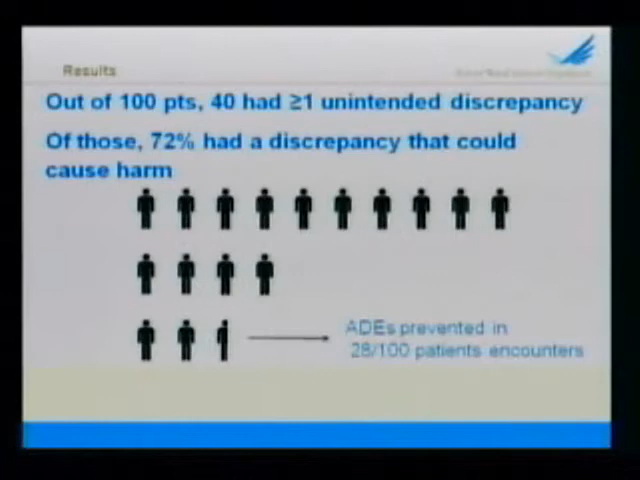 Results
Out of 100 pts, 40 had ≥1 unintended discrepancy
Of those, 72% had a discrepancy that could
cause harm
ADEs prevented in
28/100 patients encounters